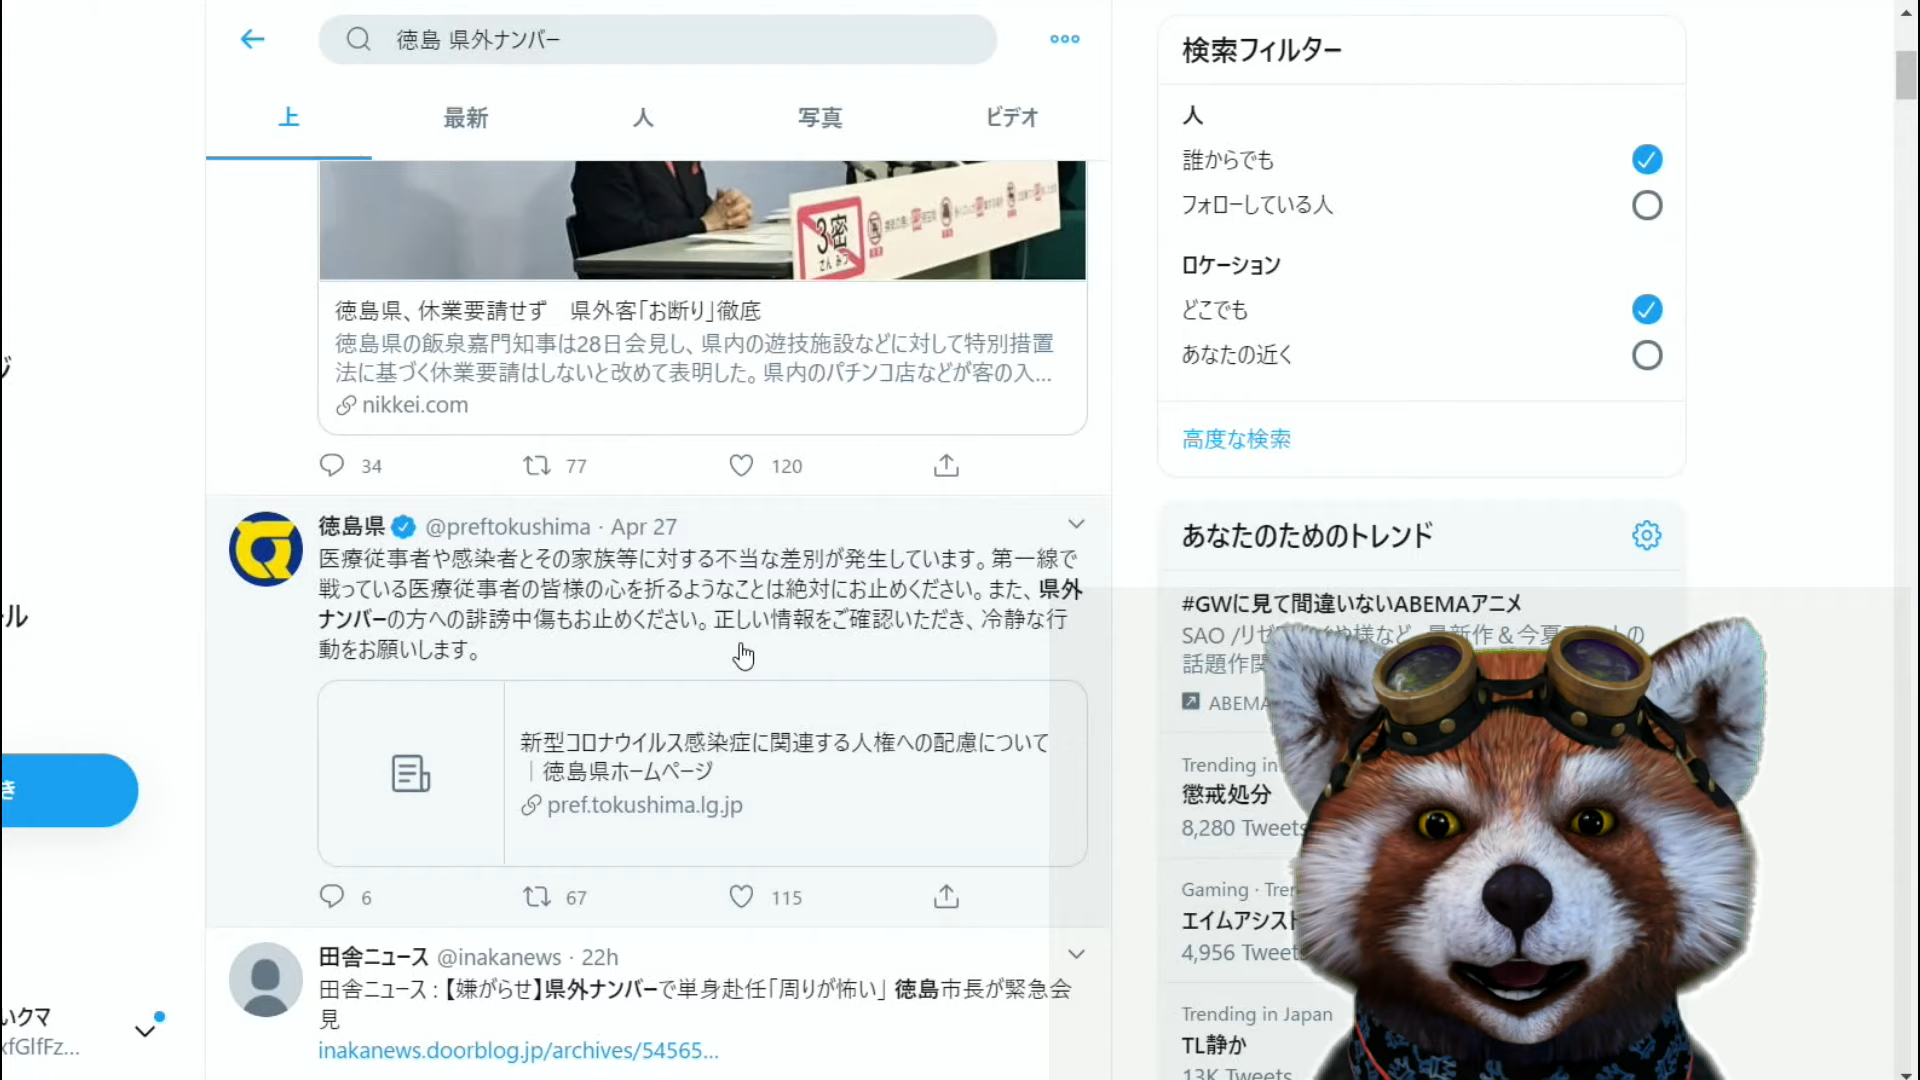 徳島 県外ナンバー
上
最新
人
写真
ビデオ
3密
さんみつ
徳島県、休業要請せず 県外客「お断り」徹底
徳島県の飯泉嘉門知事は28日会見し、県内の遊技施設などに対して特別措置
法に基づく休業要請はしないと改めて表明した。県内のパチンコ店などが客の入...
nikkei.com
34
77
120
徳島県 @preftokushima · Apr 27
医療従事者や感染者とその家族等に対する不当な差別が発生しています。第一線で
戦っている医療従事者の皆様の心を折るようなことは絶対にお止めください。また、県外
ナンバーの方への誹謗中傷もお止めください。正しい情報をご確認いただき、冷静な行
動をお願いします。
新型コロナウイルス感染症に関連する人権への配慮について
｜徳島県ホームページ
pref.tokushima.lg.jp
6
67
115
田舎ニュース @inakanews · 22h
田舎ニュース : 【嫌がらせ】県外ナンバーで単身赴任「周りが怖い」 徳島市長が緊急会
見
inakanews.doorblog.jp/archives/54565...
検索フィルター
人
誰からでも
フォローしている人
ロケーション
どこでも
あなたの近く
高度な検索
あなたのためのトレンド
#GWに見て間違いないABEMAアニメ
SAO /リゼ
最新作＆今夏
の
話題作
ABEMA
Trending in
懲戒処分
8,280 Tweets
Gaming · Tre
エイムアシスト
4,956 Tweets
Trending in Japan
TL静か
13K Tweets
ジ
ール
き
いクマ
xfGlfFz...